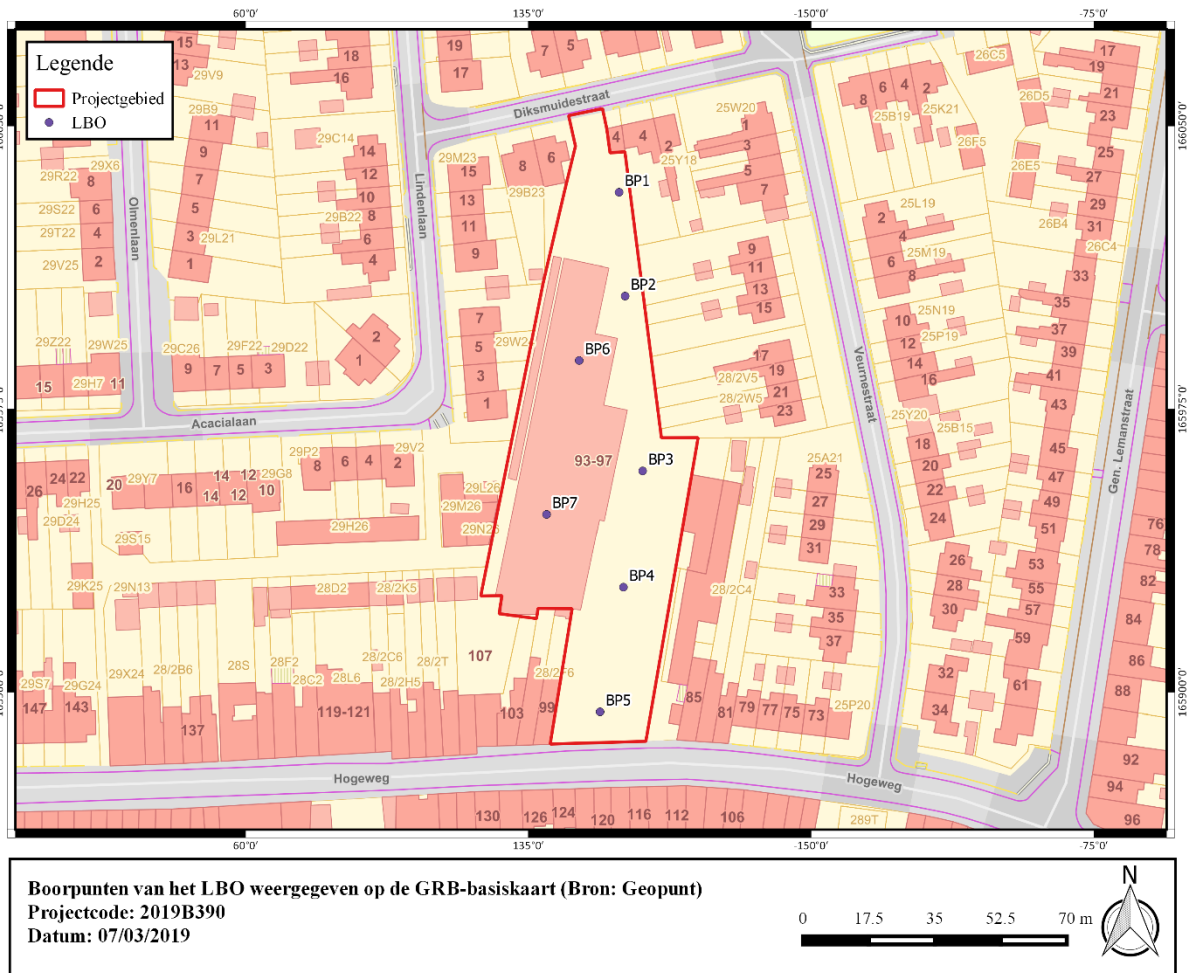 60°0' 135°0' -150°0' -75°0'
Legende
Projectgebied
LBO
15 18 19 7 5 17
13 29V9 16 17 19
Diksmuidestraat
26C5
29B9 11 29C14 14 4 4 2 25W20 1 8 6 4 2 25K21 25B19 26D5 21 23
9 12 29M23 15 8 6 25Y18 3 26F5 25
29X6 29R22 8 7 10 13 29B23 5 26E5 27
BP1
29S22 6 5 29B22 8 11 7 25L19 2 29
29T22 4 3 29L21 6 9 4 26B4 31
Olmenlaan
Lindenlaan
29V25 2 1 4 9 25M19 6 8 26C4 33
BP2
11 13 15
35
29Z22 29W25 29C26 29F22 29D22 2 1 7 5 29W24 10 25N19 25P19 12 37 39
BP6
15 29H7 11 9 7 5 3 3 1 17 19 21 23 28/2V5 28/2W5 14 16 41 43
Veurnestraat
Gen. Lemanstraat
Acacialaan
25Y20 25B15
29P2 8 6 4 2 29V2 93-97 BP3 25A21 25 18 20 45 47
26 24 22 20 29Y7 16 14 12 14 12 10 29G8 27 22 49
29H25 29D24 29M26 29 24 51 76
29S15 29H26 BP7 31 78
29K25 29N13 28D2 28/2K5 BP4 28/2C4 33 35 37 26 28 30 53 55 57 82 84
59
29S7 29G24 29X24 28/2B6 28S 28F2 28C2 28L6 28/2C6 28/2H5 28/2T 107 28/2F6 32 61 86
147 143 137 119-121 103 99 BP5 85 81 79 77 75 73 25P20 34 88
92
Hogeweg Hogeweg
94
130 126 124 120 116 112 106 289T 96
60°0' 135°0' -150°0' -75°0'
Boorpunten van het LBO weergegeven op de GRB-basiskaart (Bron: Geopunt)
Projectcode: 2019B390
Datum: 07/03/2019
0 17.5 35 52.5 70 m
N